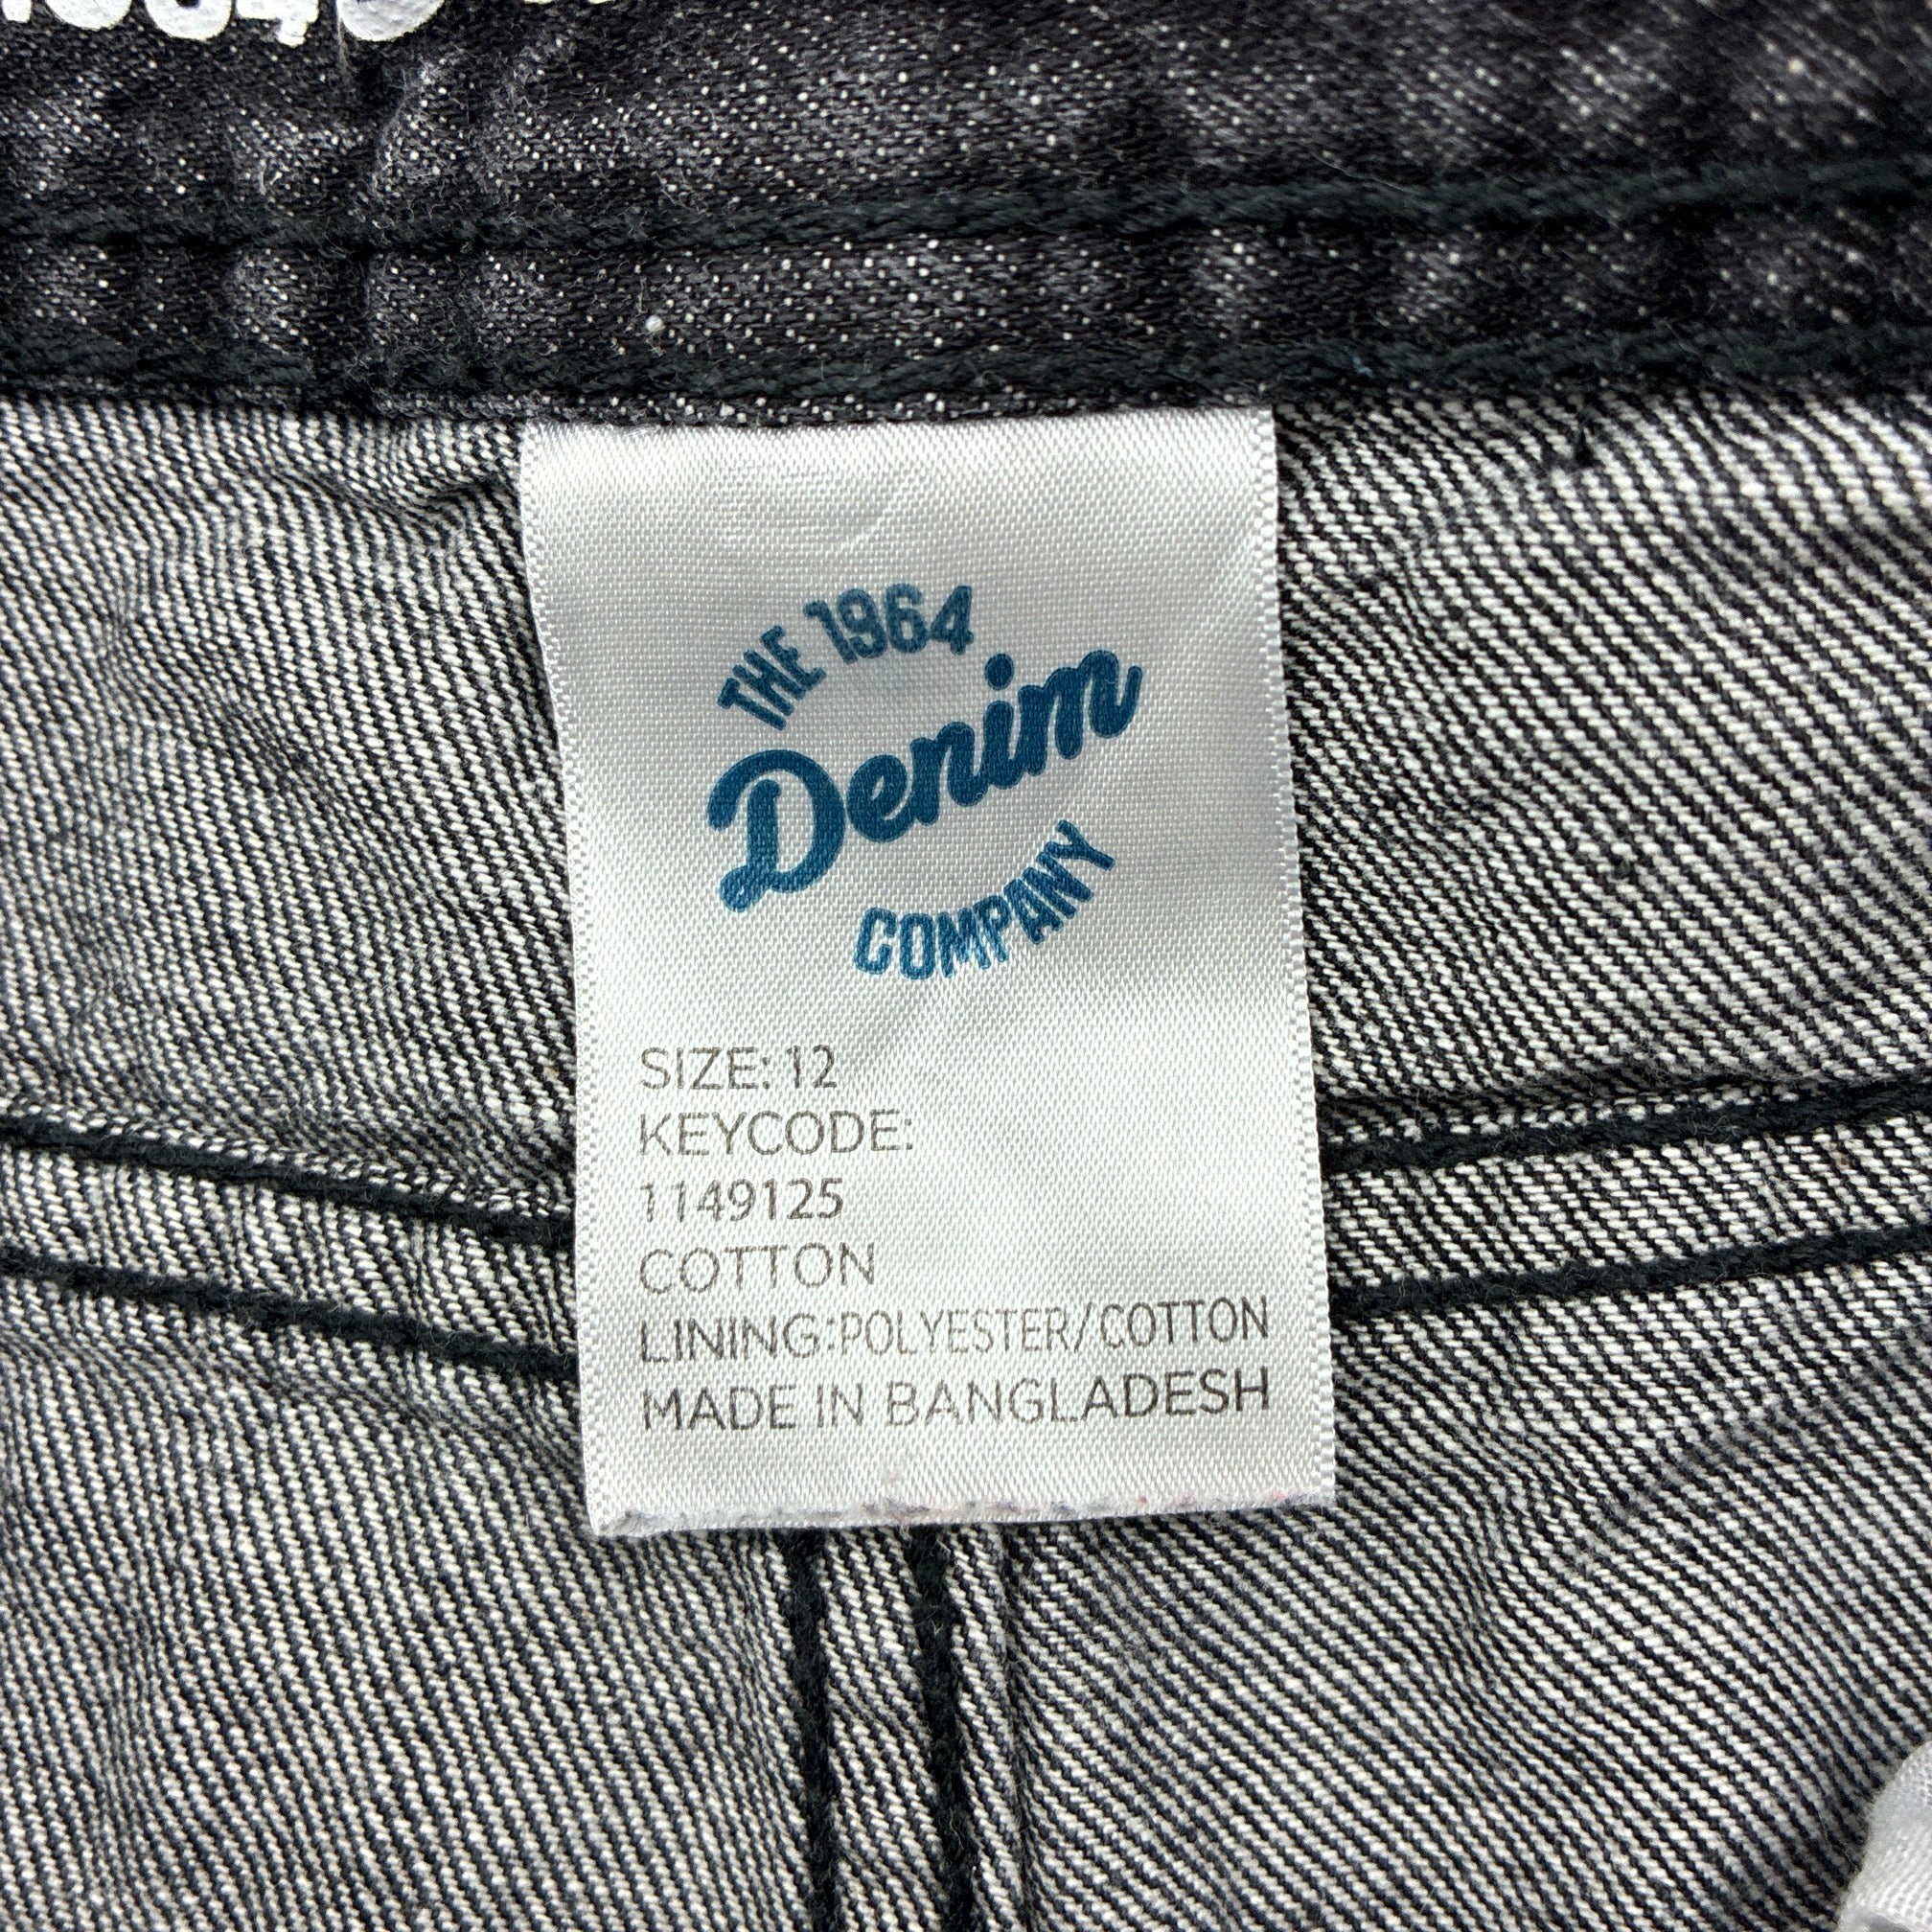 THE 1964
Denim
COMPANY
SIZE: 12
KEYCODE:
1149125
COTTON
LINING:POLYESTER/COTTON
MADE IN BANGLADESH